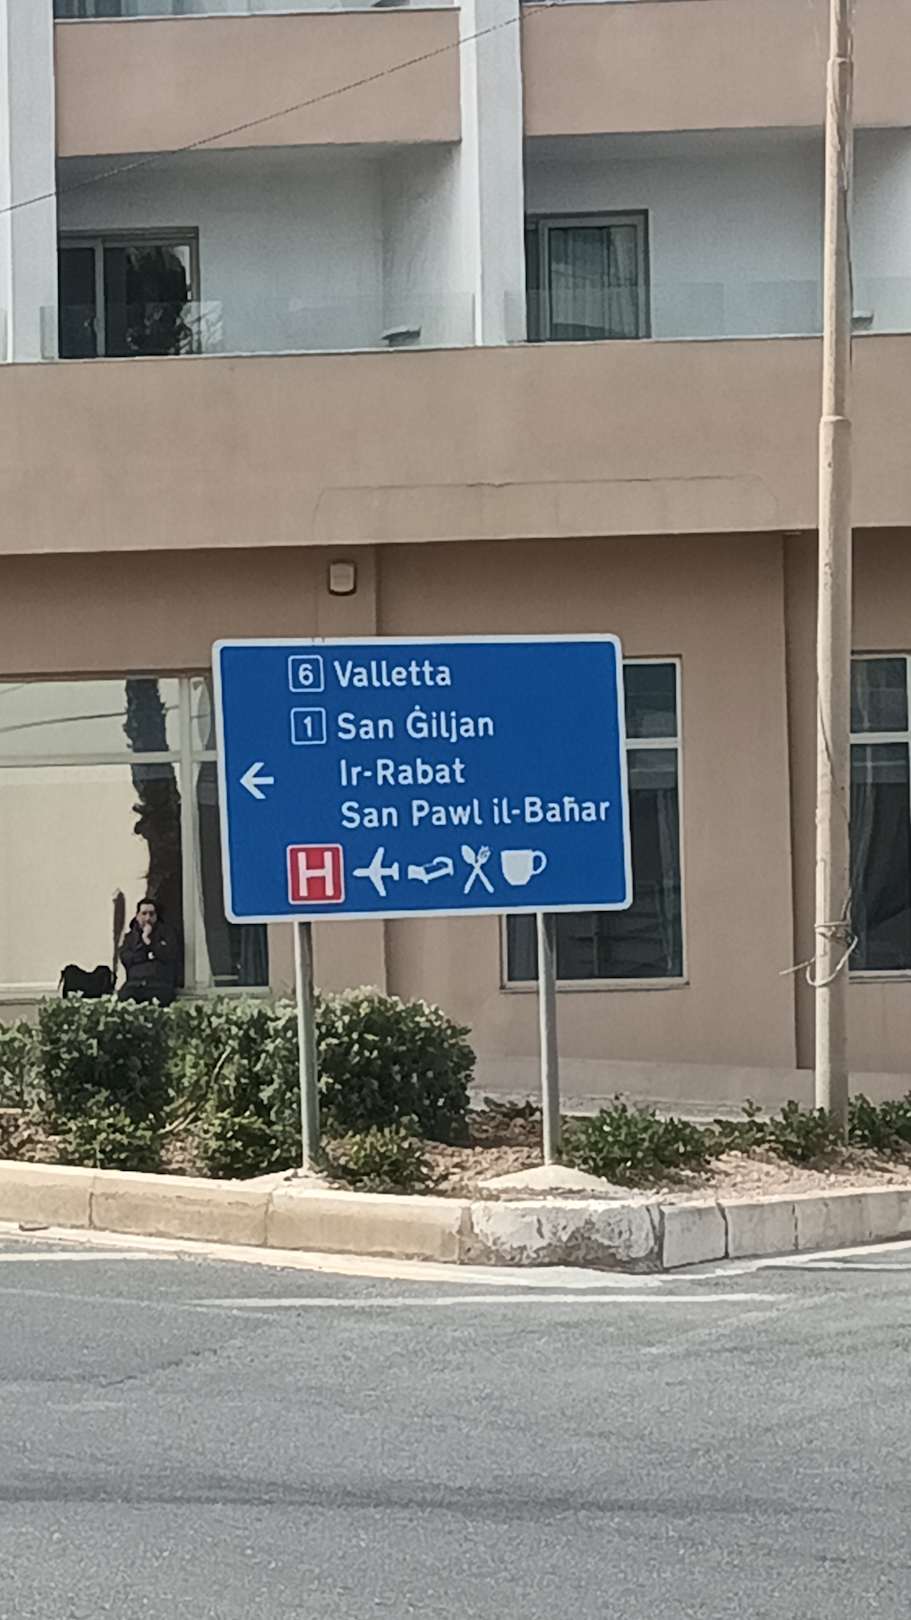 6 Valletta
1 San Ġiljan
Ir-Rabat
San Pawl il-Baħar
H